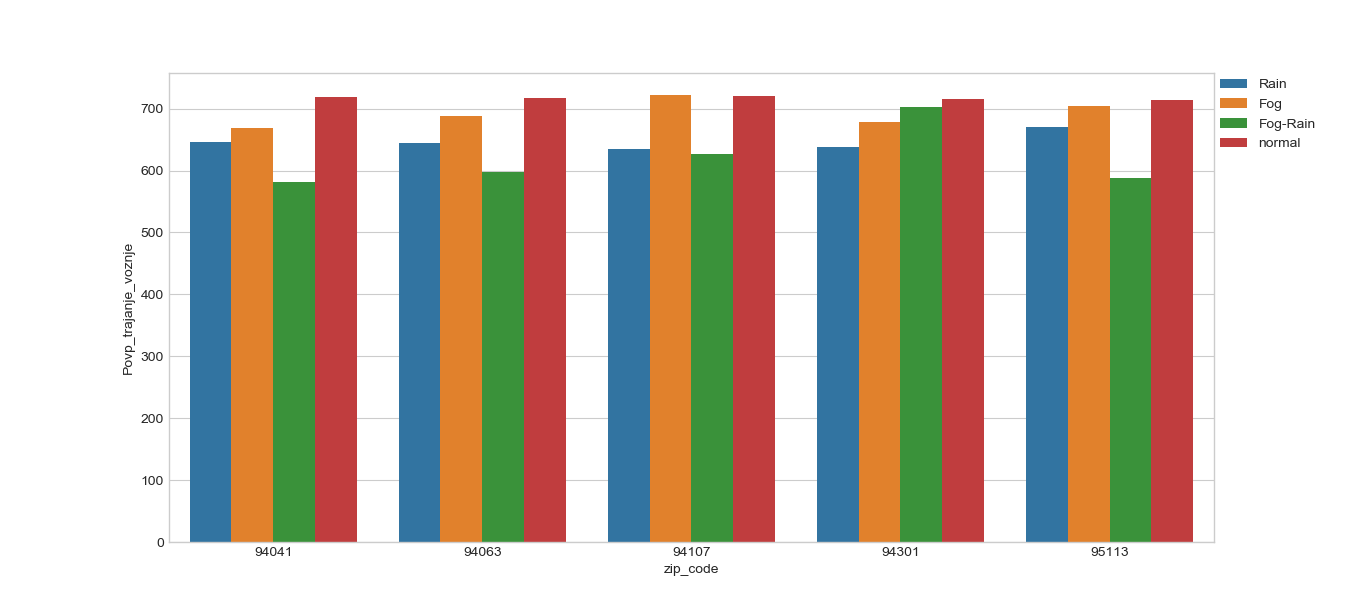 Rain
Fog
Fog-Rain
normal
Povp_trajanje_voznje
700
600
500
400
300
200
100
0
94041
94063
94107
94301
95113
zip_code